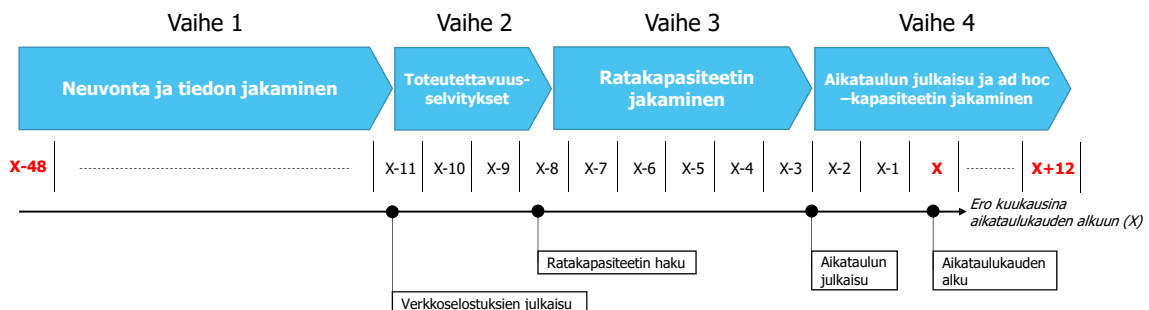 Vaihe 1
Vaihe 2
Vaihe 3
Vaihe 4
Neuvonta ja tiedon jakaminen
Toteutettavuus-
selvitykset
Ratakapasiteetin
jakaminen
Aikataulun julkaisu ja ad hoc
–kapasiteetin jakaminen
X-48
X-11
X-10
X-9
X-8
X-7
X-6
X-5
X-4
X-3
X-2
X-1
X
X+12
Ero kuukausina
aikataulukauden alkuun (X)
Ratakapasiteetin haku
Aikataulun
julkaisu
Aikataulukauden
alku
Verkkoselostuksien julkaisu